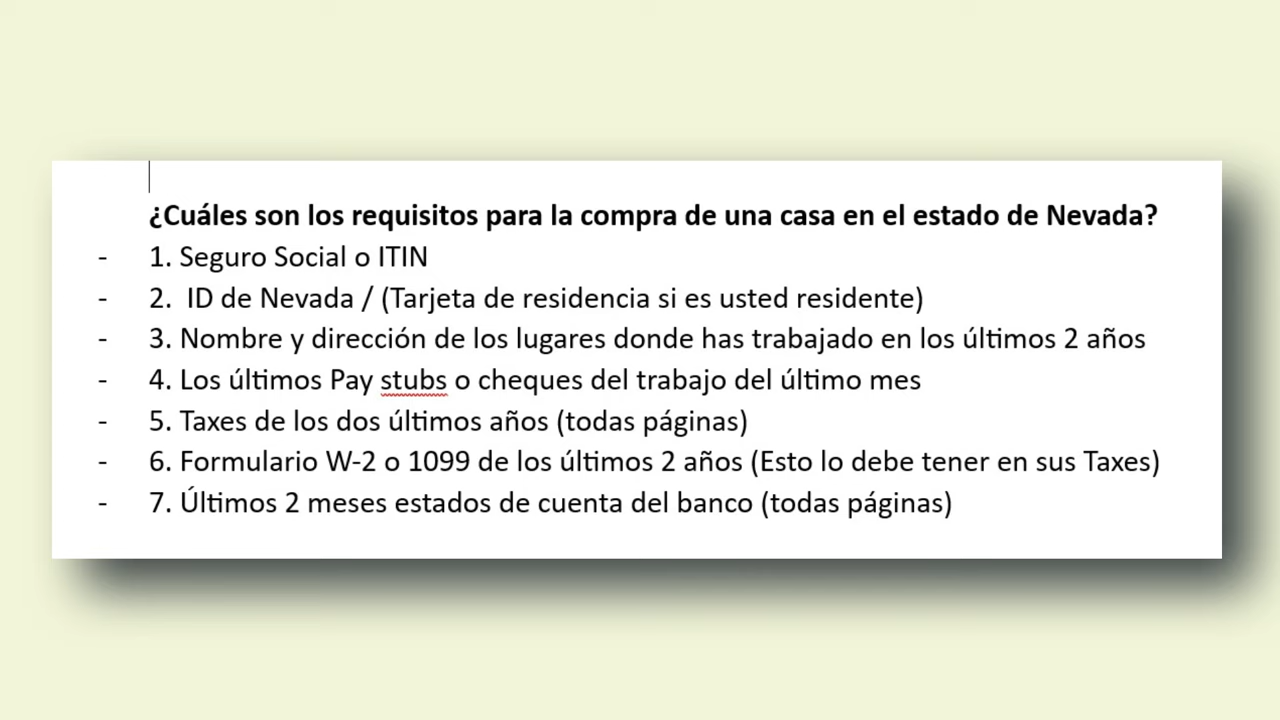 ¿Cuáles son los requisitos para la compra de una casa en el estado de Nevada?
- 1. Seguro Social o ITIN
- 2.  ID de Nevada / (Tarjeta de residencia si es usted residente)
- 3. Nombre y dirección de los lugares donde has trabajado en los últimos 2 años
- 4. Los últimos Pay stubs o cheques del trabajo del último mes
- 5. Taxes de los dos últimos años (todas páginas)
- 6. Formulario W-2 o 1099 de los últimos 2 años (Esto lo debe tener en sus Taxes)
- 7. Últimos 2 meses estados de cuenta del banco (todas páginas)